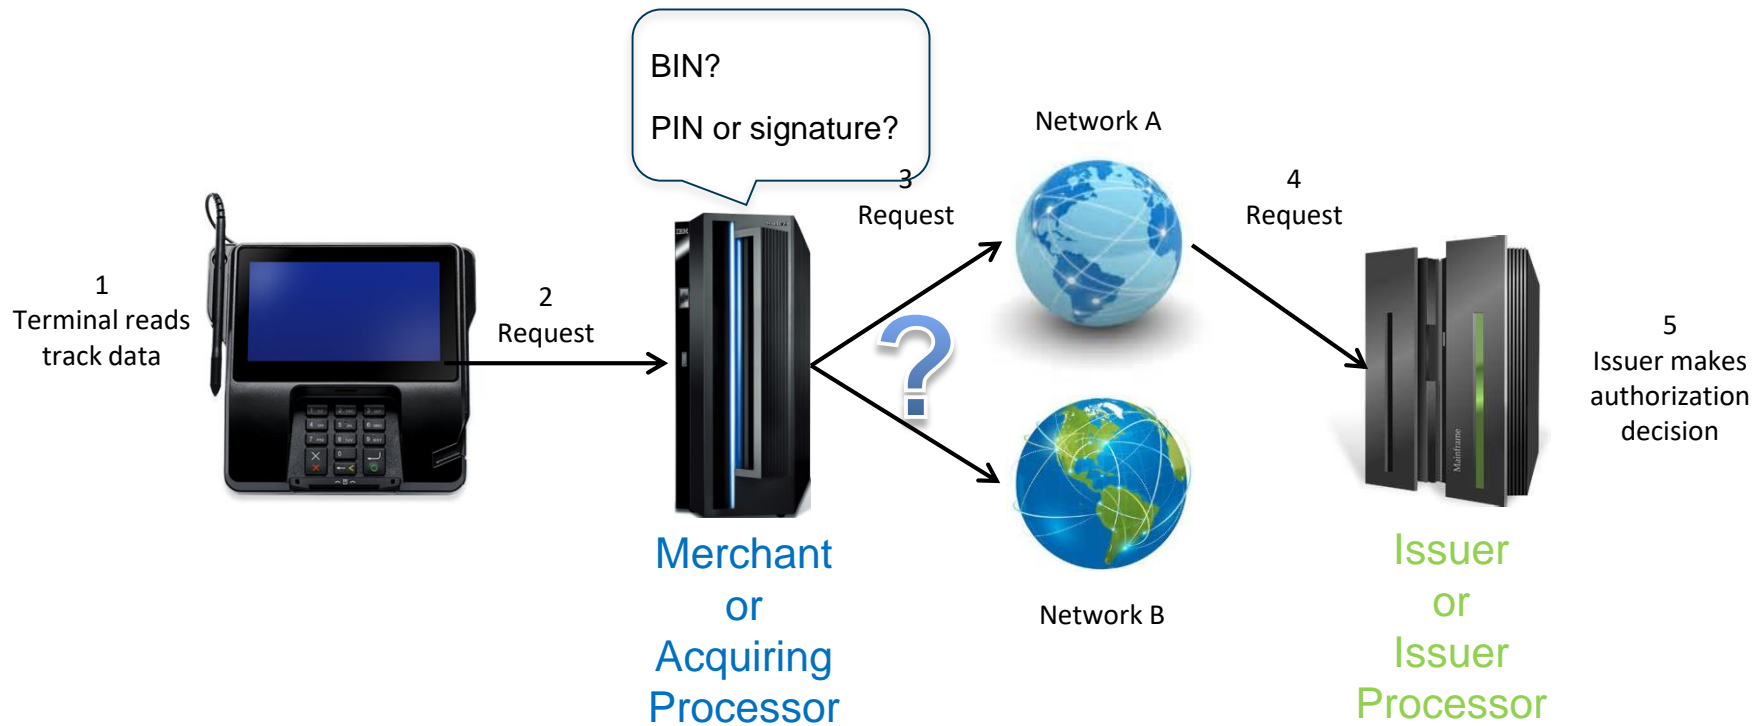 BIN?
PIN or signature?
Network A
3
Request
4
Request
1
Terminal reads
track data
2
Request
5
Issuer makes
authorization
decision
Mainframe
Network B
Merchant
or
Acquiring
Processor
Issuer
or
Issuer
Processor